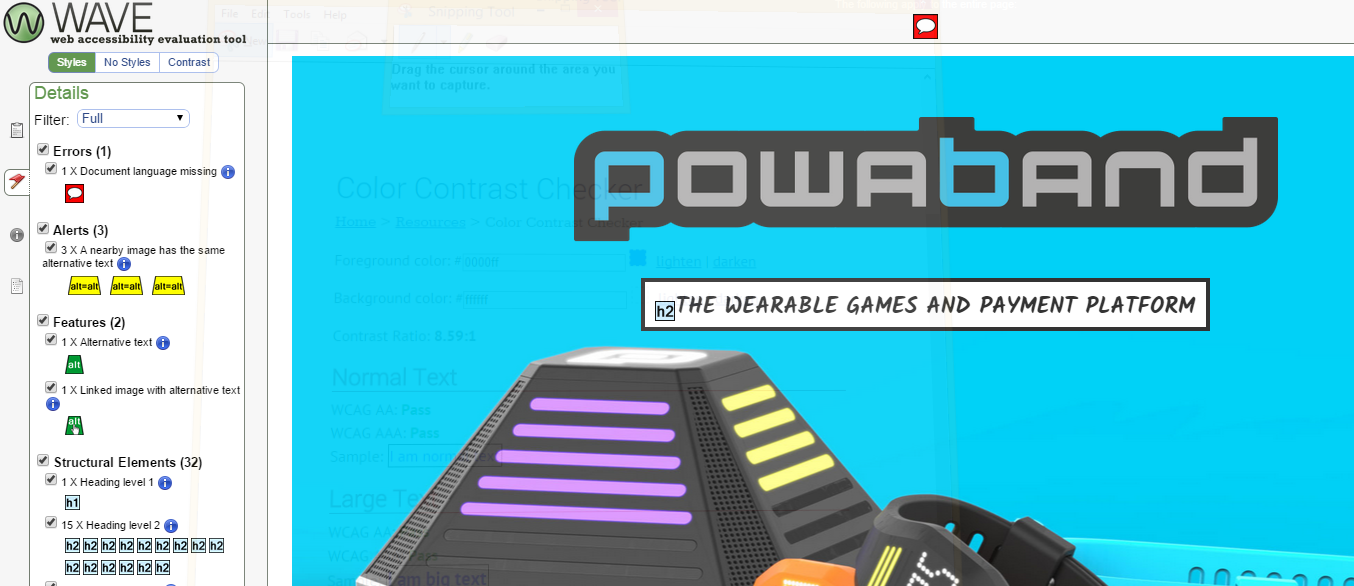 WAVE
web accessibility evaluation tool
Styles No Styles Contrast
Details
Filter: Full
Errors (1)
1 X Document language missing
Alerts (3)
3 X A nearby image has the same
alternative text
alt=alt alt=alt alt=alt
Features (2)
1 X Alternative text
alt
1 X Linked image with alternative text
alt
Structural Elements (32)
1 X Heading level 1
h1
15 X Heading level 2
h2 h2 h2 h2 h2 h2 h2 h2 h2
h2 h2 h2 h2 h2 h2
File Edit Tools Help
Snipping Tool
Drag the cursor around the area you
want to capture.
powaband
h2 THE WEARABLE GAMES AND PAYMENT PLATFORM
Color Contrast Checker
Home > Resources > Color Contrast Checker
Foreground color: # 0000ff lighten | darken
Background color: # ffffff
Contrast Ratio: 8.59:1
Normal Text
WCAG AA: Pass
WCAG AAA: Pass
Sample: I am normal text
Large Text
WCAG AA:
WCAG
Sample: I am big text